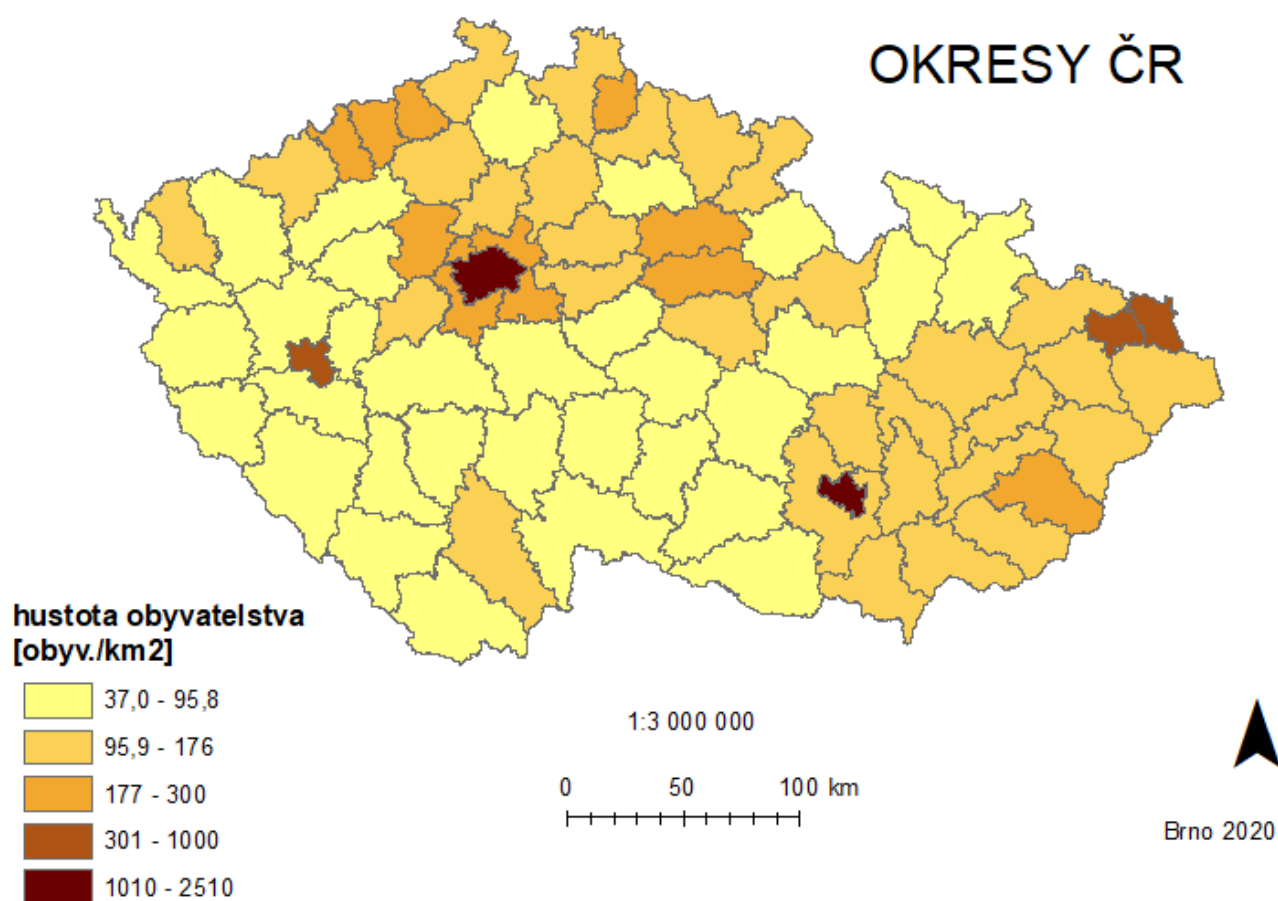 OKRESY ČR
hustota obyvatelstva
[obyv./km2]
37,0 - 95,8
95,9 - 176
177 - 300
301 - 1000
1010 - 2510
1:3 000 000
0 50 100 km
Brno 2020